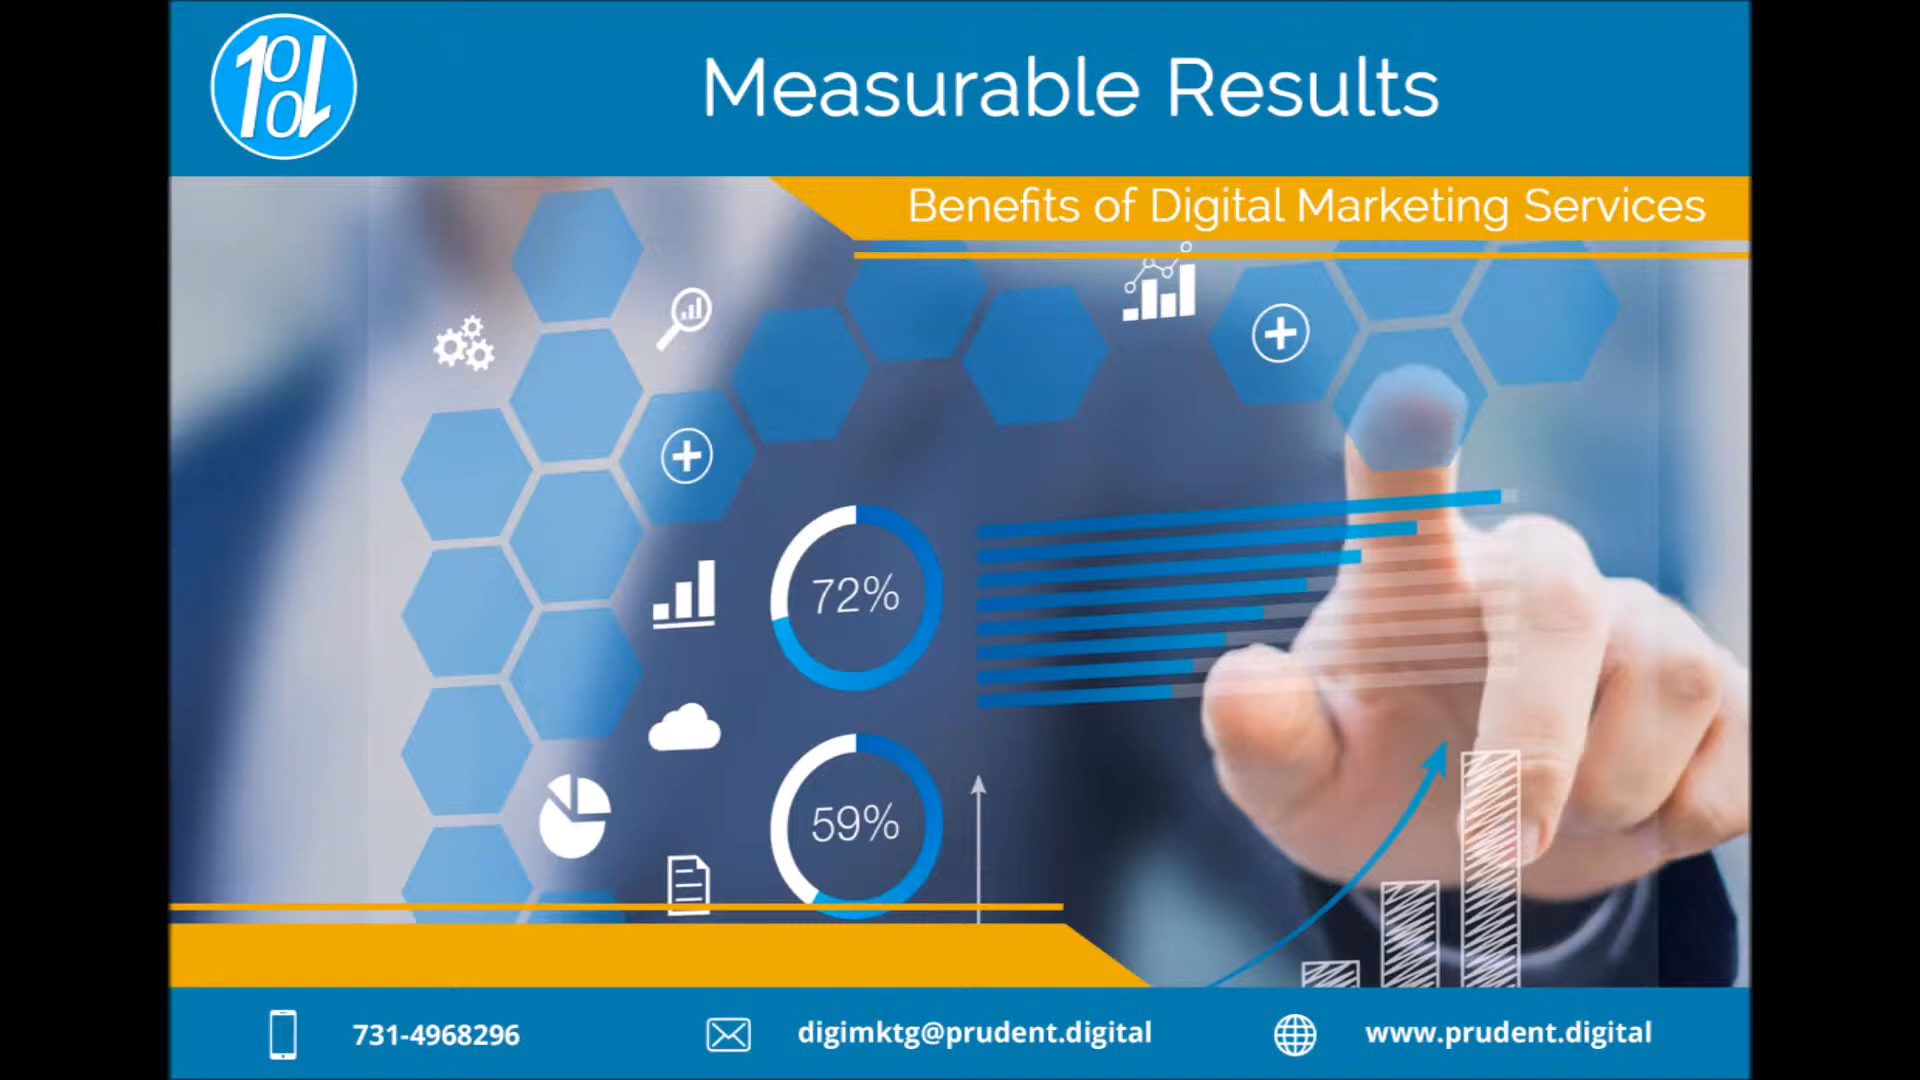 Measurable Results
Benefits of Digital Marketing Services
72%
59%
731-4968296
digimktg@prudent.digital
www.prudent.digital